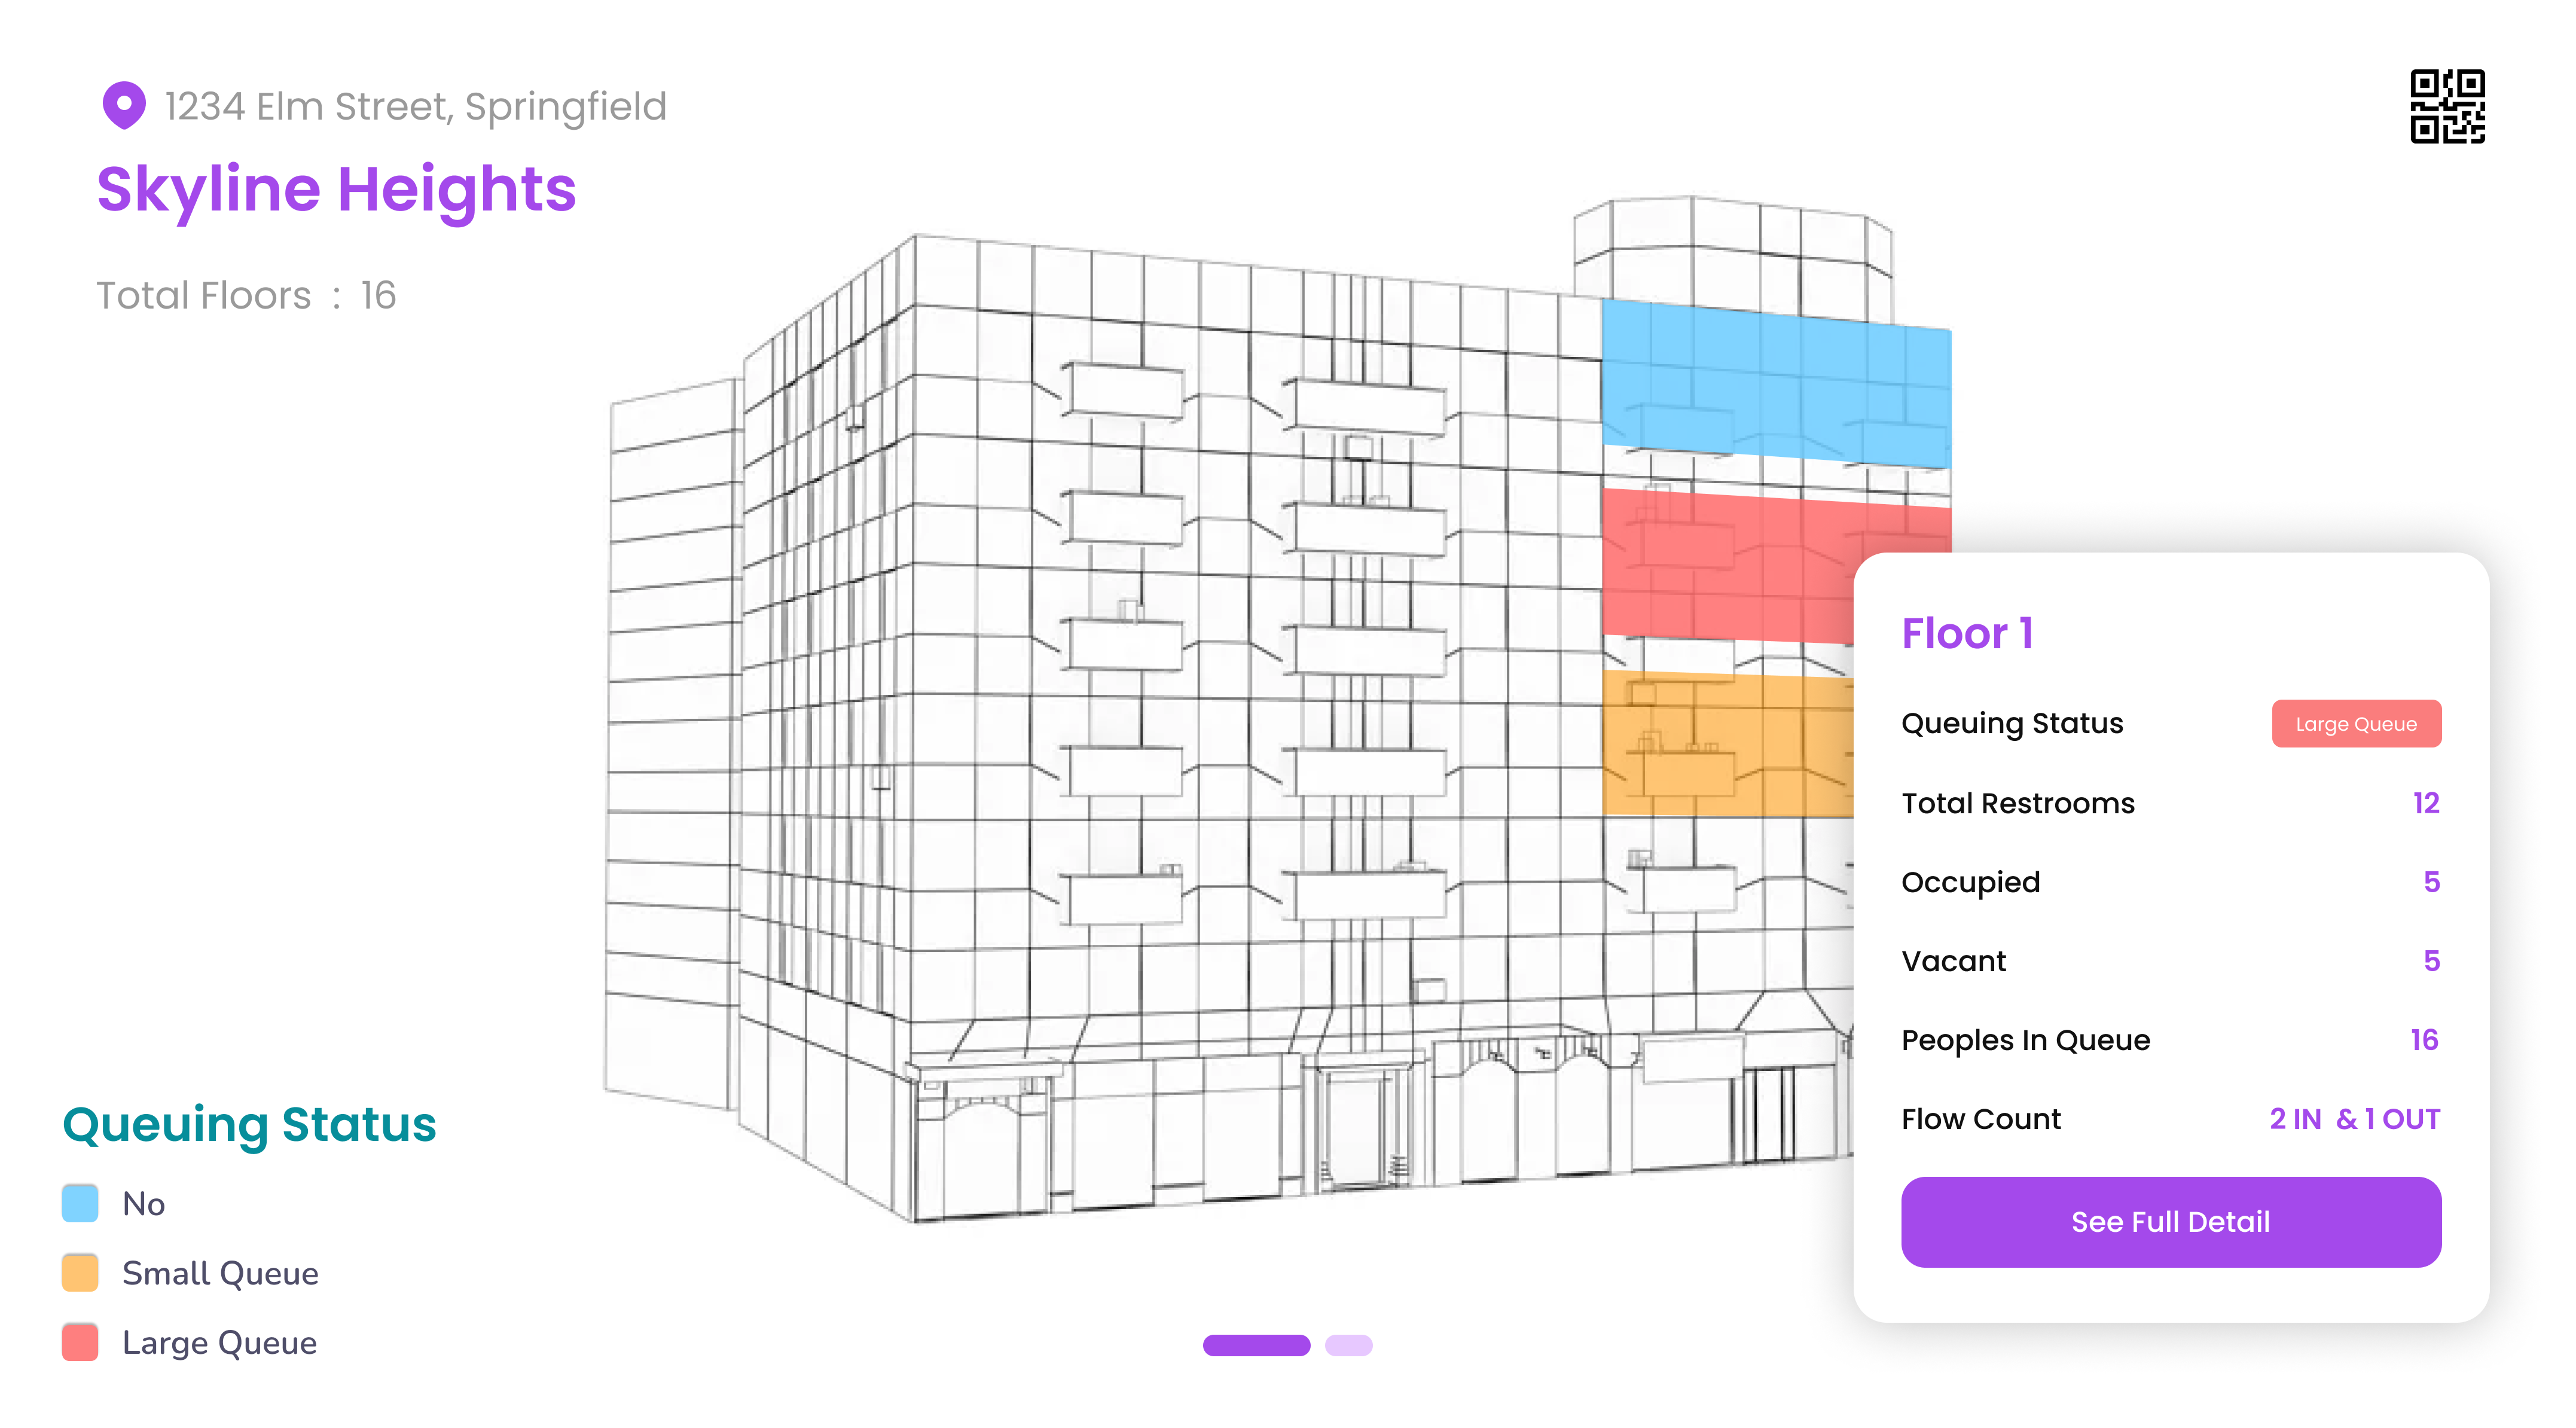 1234 Elm Street, Springfield
Skyline Heights
Total Floors : 16
Floor 1
Queuing Status Large Queue
Total Restrooms 12
Occupied 5
Vacant 5
Peoples In Queue 16
Flow Count 2 IN & 1 OUT
See Full Detail
Queuing Status
No
Small Queue
Large Queue